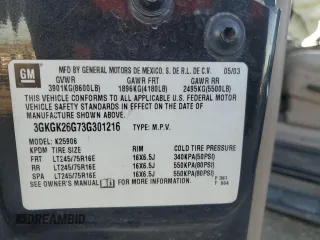 GM
MFD BY GENERAL MOTORS DE MEXICO, S. DE R.L. DE C.V. 05/03
GVWR GAWR FRT GAWR RR
3901KG(8600LB) 1896KG(4180LB) 2495KG(5500LB)
THIS VEHICLE CONFORMS TO ALL APPLICABLE U.S. FEDERAL MOTOR
VEHICLE SAFETY STANDARDS IN EFFECT ON THE DATE OF
MANUFACTURE SHOWN ABOVE.
3GKGK26G73G301216 TYPE: M.P.V.
MODEL: K25906
KPDM TIRE SIZE RIM COLD TIRE PRESSURE
FRT LT245/75R16E 16X6.5J 340KPA(50PSI)
RR LT245/75R16E 16X6.5J 550KPA(80PSI)
SPA LT245/75R16E 16X6.5J 550KPA(80PSI)
SEE OWNER'S MANUAL
DREAMBID